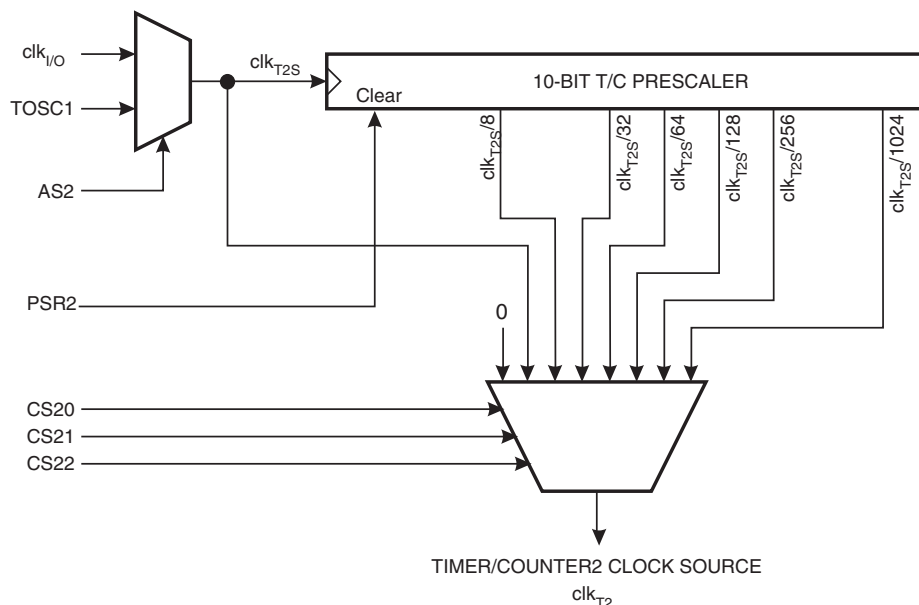 clkI/O
clkT2S
10-BIT T/C PRESCALER
TOSC1
Clear
clkT2S/8
clkT2S/32
clkT2S/64
clkT2S/128
clkT2S/256
clkT2S/1024
AS2
PSR2
0
CS20
CS21
CS22
TIMER/COUNTER2 CLOCK SOURCE
clkT2